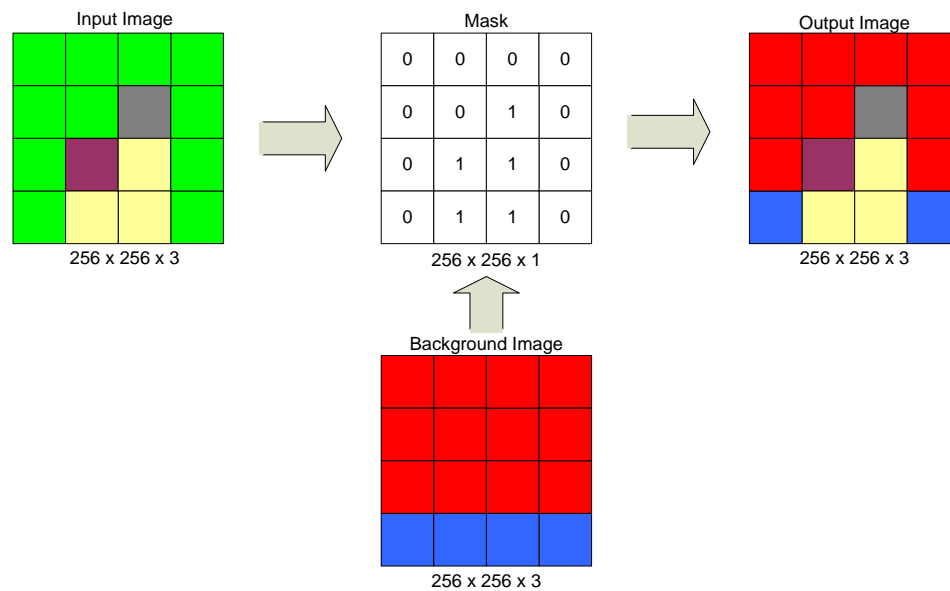 Input Image
Mask
Output Image
0 0 0 0
0 0 1 0
0 1 1 0
0 1 1 0
256 x 256 x 3
256 x 256 x 1
256 x 256 x 3
Background Image
256 x 256 x 3